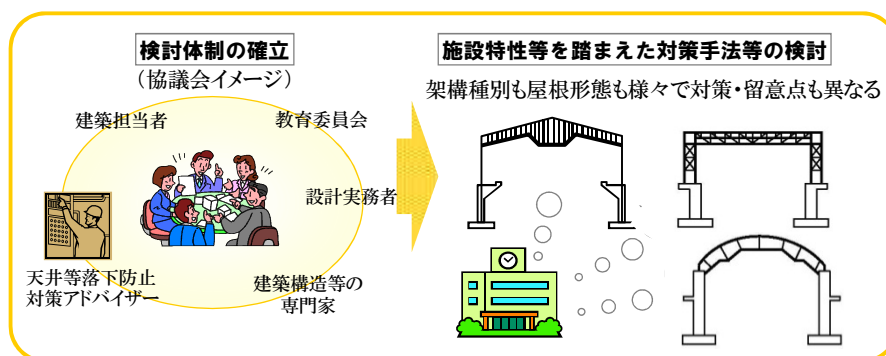 検討体制の確立
（協議会イメージ）
建築担当者
教育委員会
設計実務者
天井等落下防止
対策アドバイザー
建築構造等の
専門家
施設特性等を踏まえた対策手法等の検討
架構種別も屋根形態も様々で対策・留意点も異なる